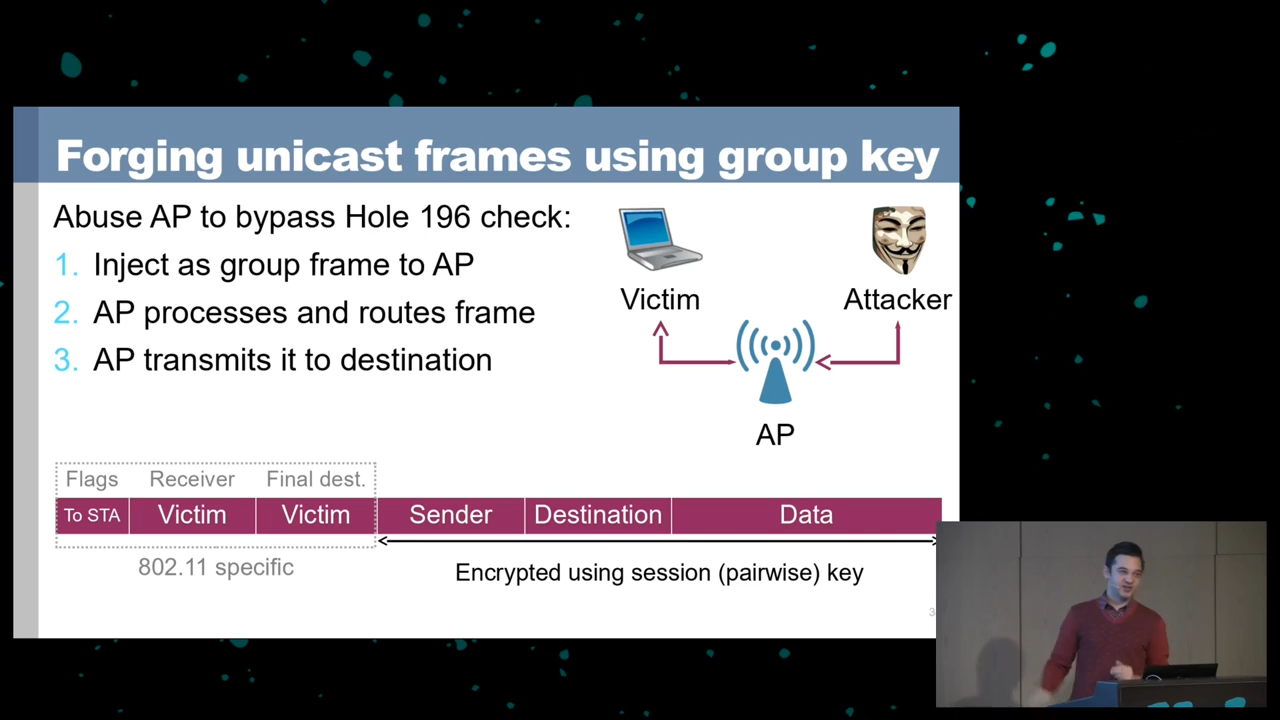 Forging unicast frames using group key
Abuse AP to bypass Hole 196 check:
1. Inject as group frame to AP
2. AP processes and routes frame
3. AP transmits it to destination
Victim
Attacker
AP
Flags Receiver Final dest.
To STA Victim Victim Sender Destination Data
802.11 specific
Encrypted using session (pairwise) key